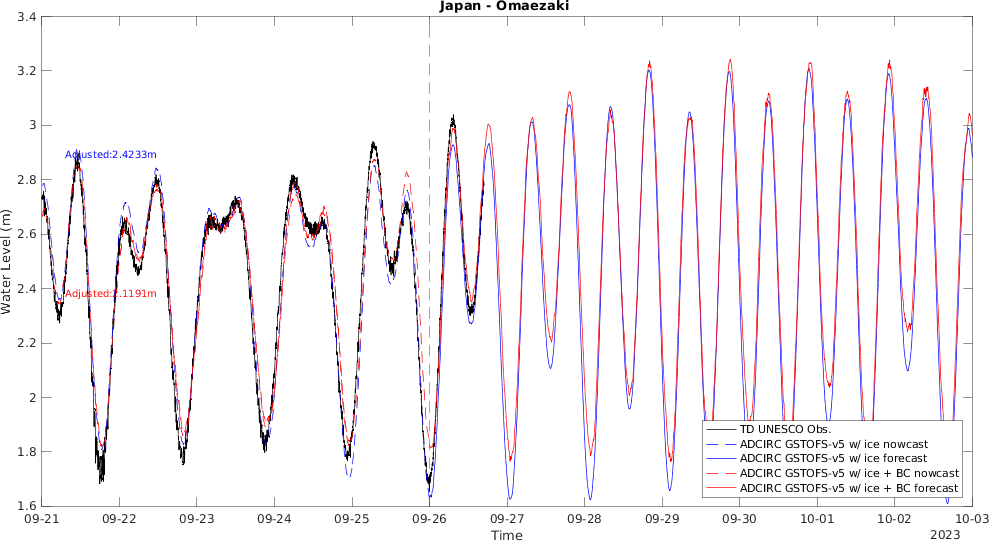 Japan - Omaezaki
3.4
3.2
3
2.8
2.6
2.4
2.2
2
1.8
1.6
Water Level (m)
Adjusted:2.4233m
Adjusted:2.1191m
TD UNESCO Obs.
ADCIRC GSTOFS-v5 w/ ice nowcast
ADCIRC GSTOFS-v5 w/ ice forecast
ADCIRC GSTOFS-v5 w/ ice + BC nowcast
ADCIRC GSTOFS-v5 w/ ice + BC forecast
09-21 09-22 09-23 09-24 09-25 09-26 09-27 09-28 09-29 09-30 10-01 10-02 10-03
Time
2023